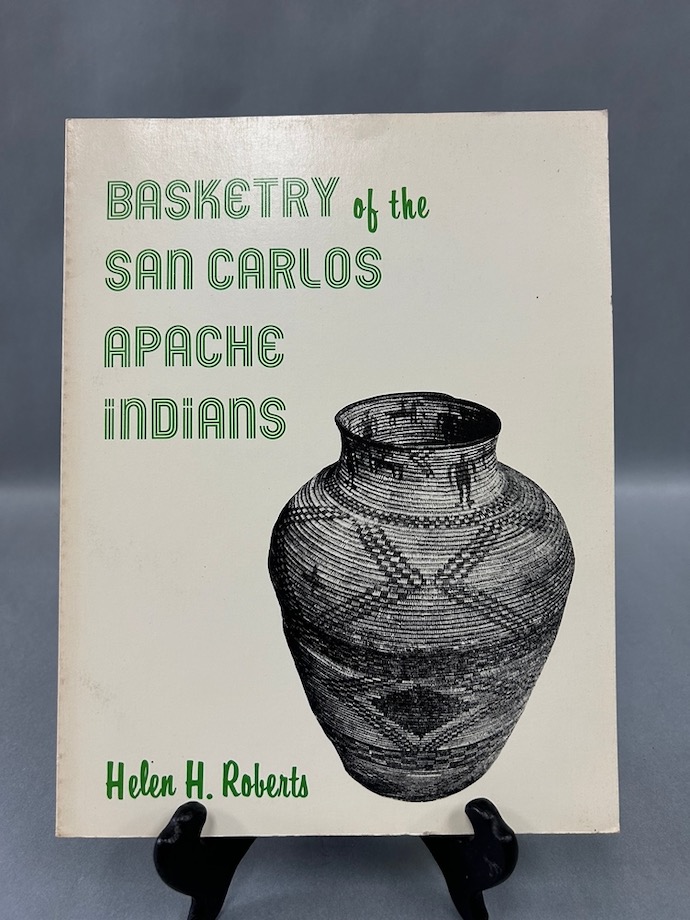 BASKETRY of the
SAN CARLOS
APACHE
INDIANS
Helen H. Roberts